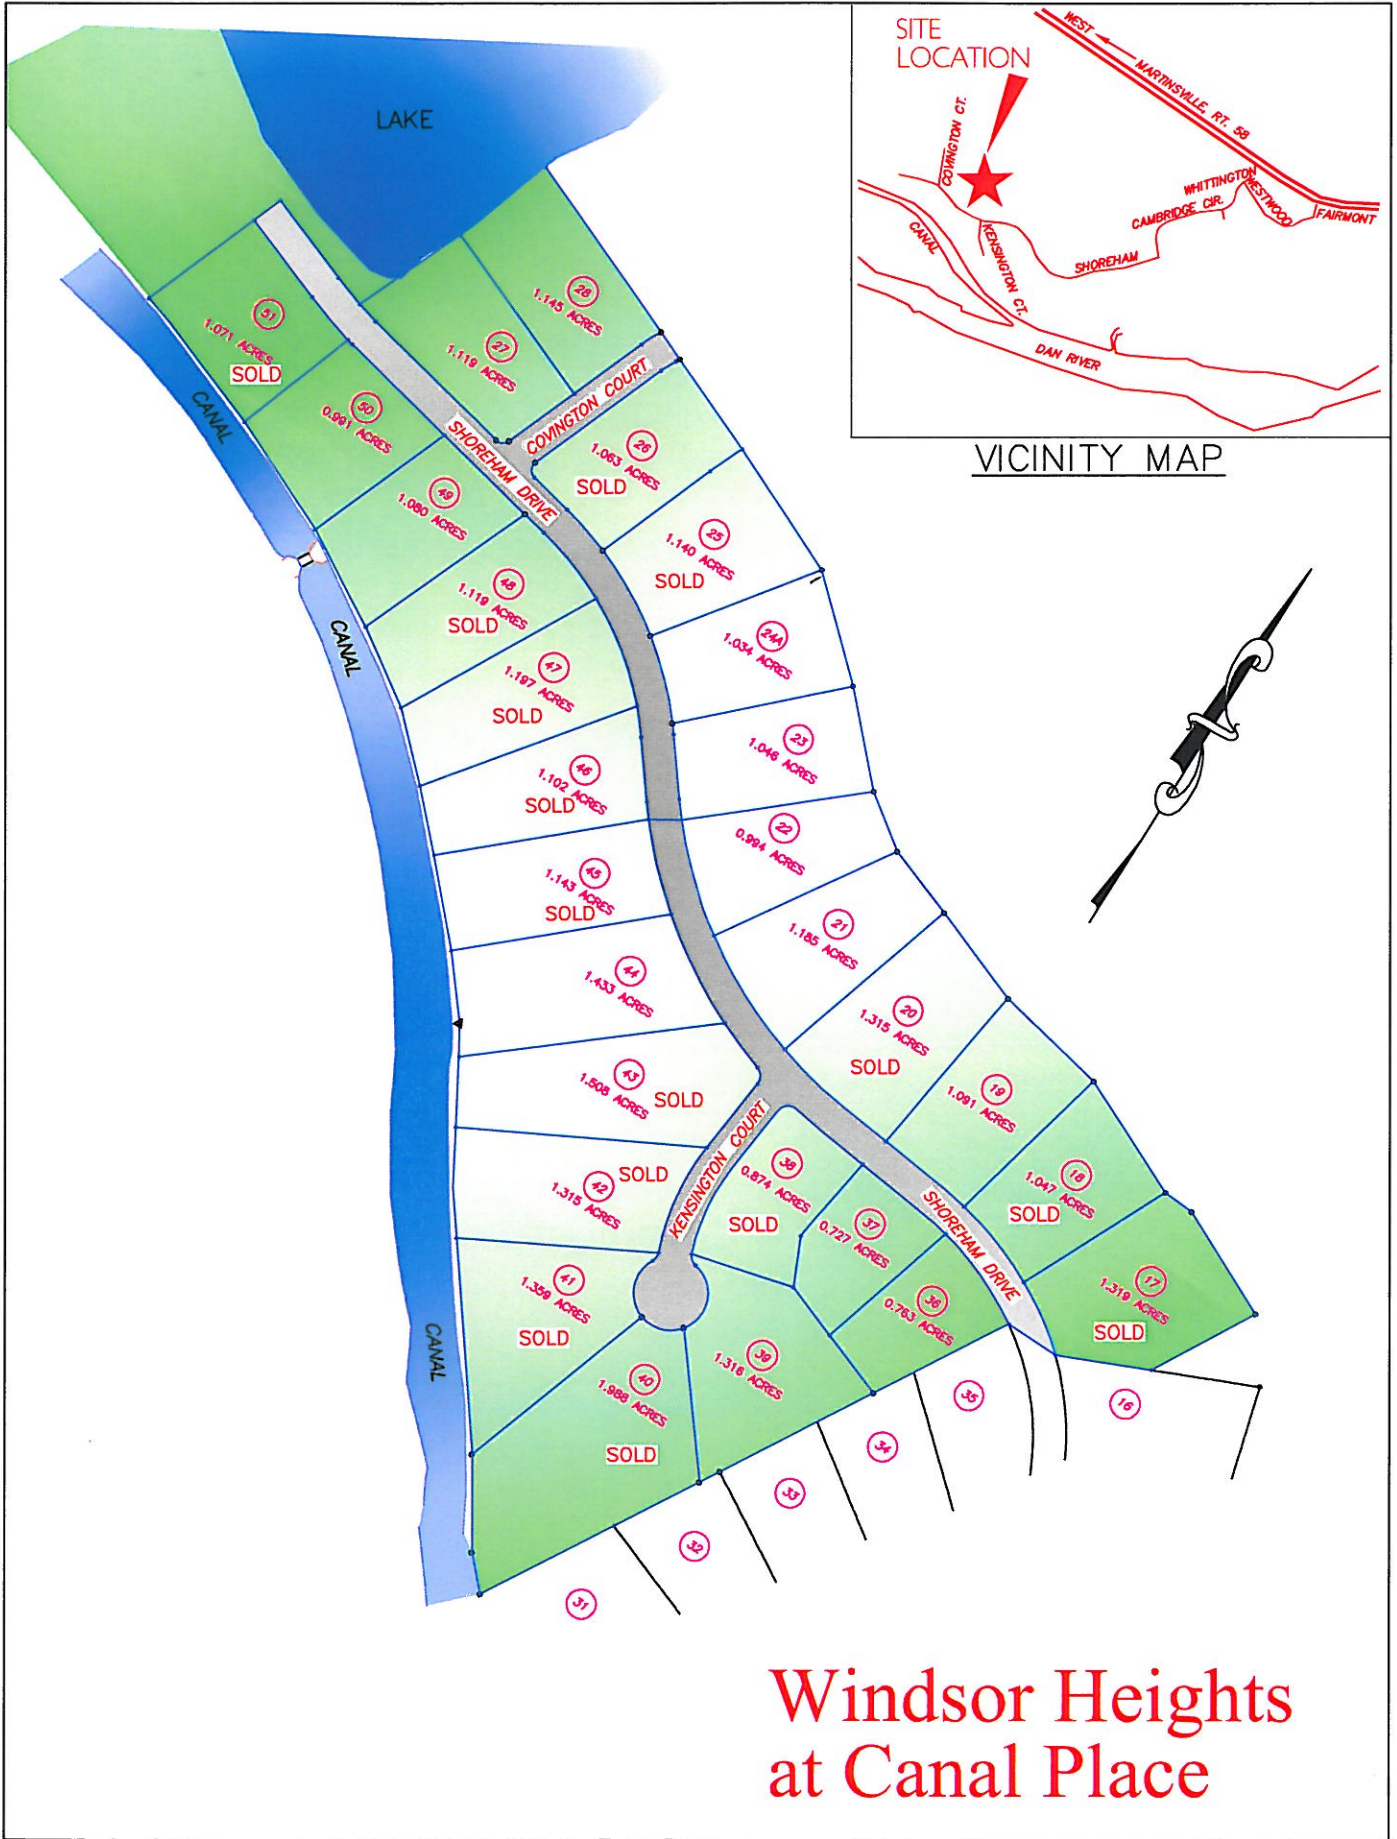 SITE
LOCATION
WEST
MARTINSVILLE, RT. 58
COVINGTON CT.
WHITTINGTON
WESTWOOD
FAIRMONT
CAMBRIDGE CIR.
CANAL
KENSINGTON CT.
SHOREHAM
DAN RIVER
VICINITY MAP
LAKE
28
1.145 ACRES
51
1.071 ACRES
SOLD
27
1.119 ACRES
COVINGTON COURT
CANAL
50
0.991 ACRES
SHOREHAM DRIVE
26
1.063 ACRES
SOLD
49
1.080 ACRES
25
1.140 ACRES
SOLD
48
1.119 ACRES
SOLD
CANAL
24A
1.034 ACRES
47
1.197 ACRES
SOLD
23
1.046 ACRES
46
1.102 ACRES
SOLD
22
0.994 ACRES
45
1.143 ACRES
SOLD
21
1.185 ACRES
44
1.433 ACRES
20
1.315 ACRES
SOLD
43
1.508 ACRES
SOLD
19
1.091 ACRES
KENSINGTON COURT
42
1.315 ACRES
SOLD
38
0.874 ACRES
SOLD
18
1.047 ACRES
SOLD
37
0.727 ACRES
SHOREHAM DRIVE
41
1.359 ACRES
SOLD
36
0.763 ACRES
17
1.319 ACRES
SOLD
CANAL
39
1.316 ACRES
40
1.988 ACRES
SOLD
35
16
34
33
32
31
Windsor Heights
at Canal Place